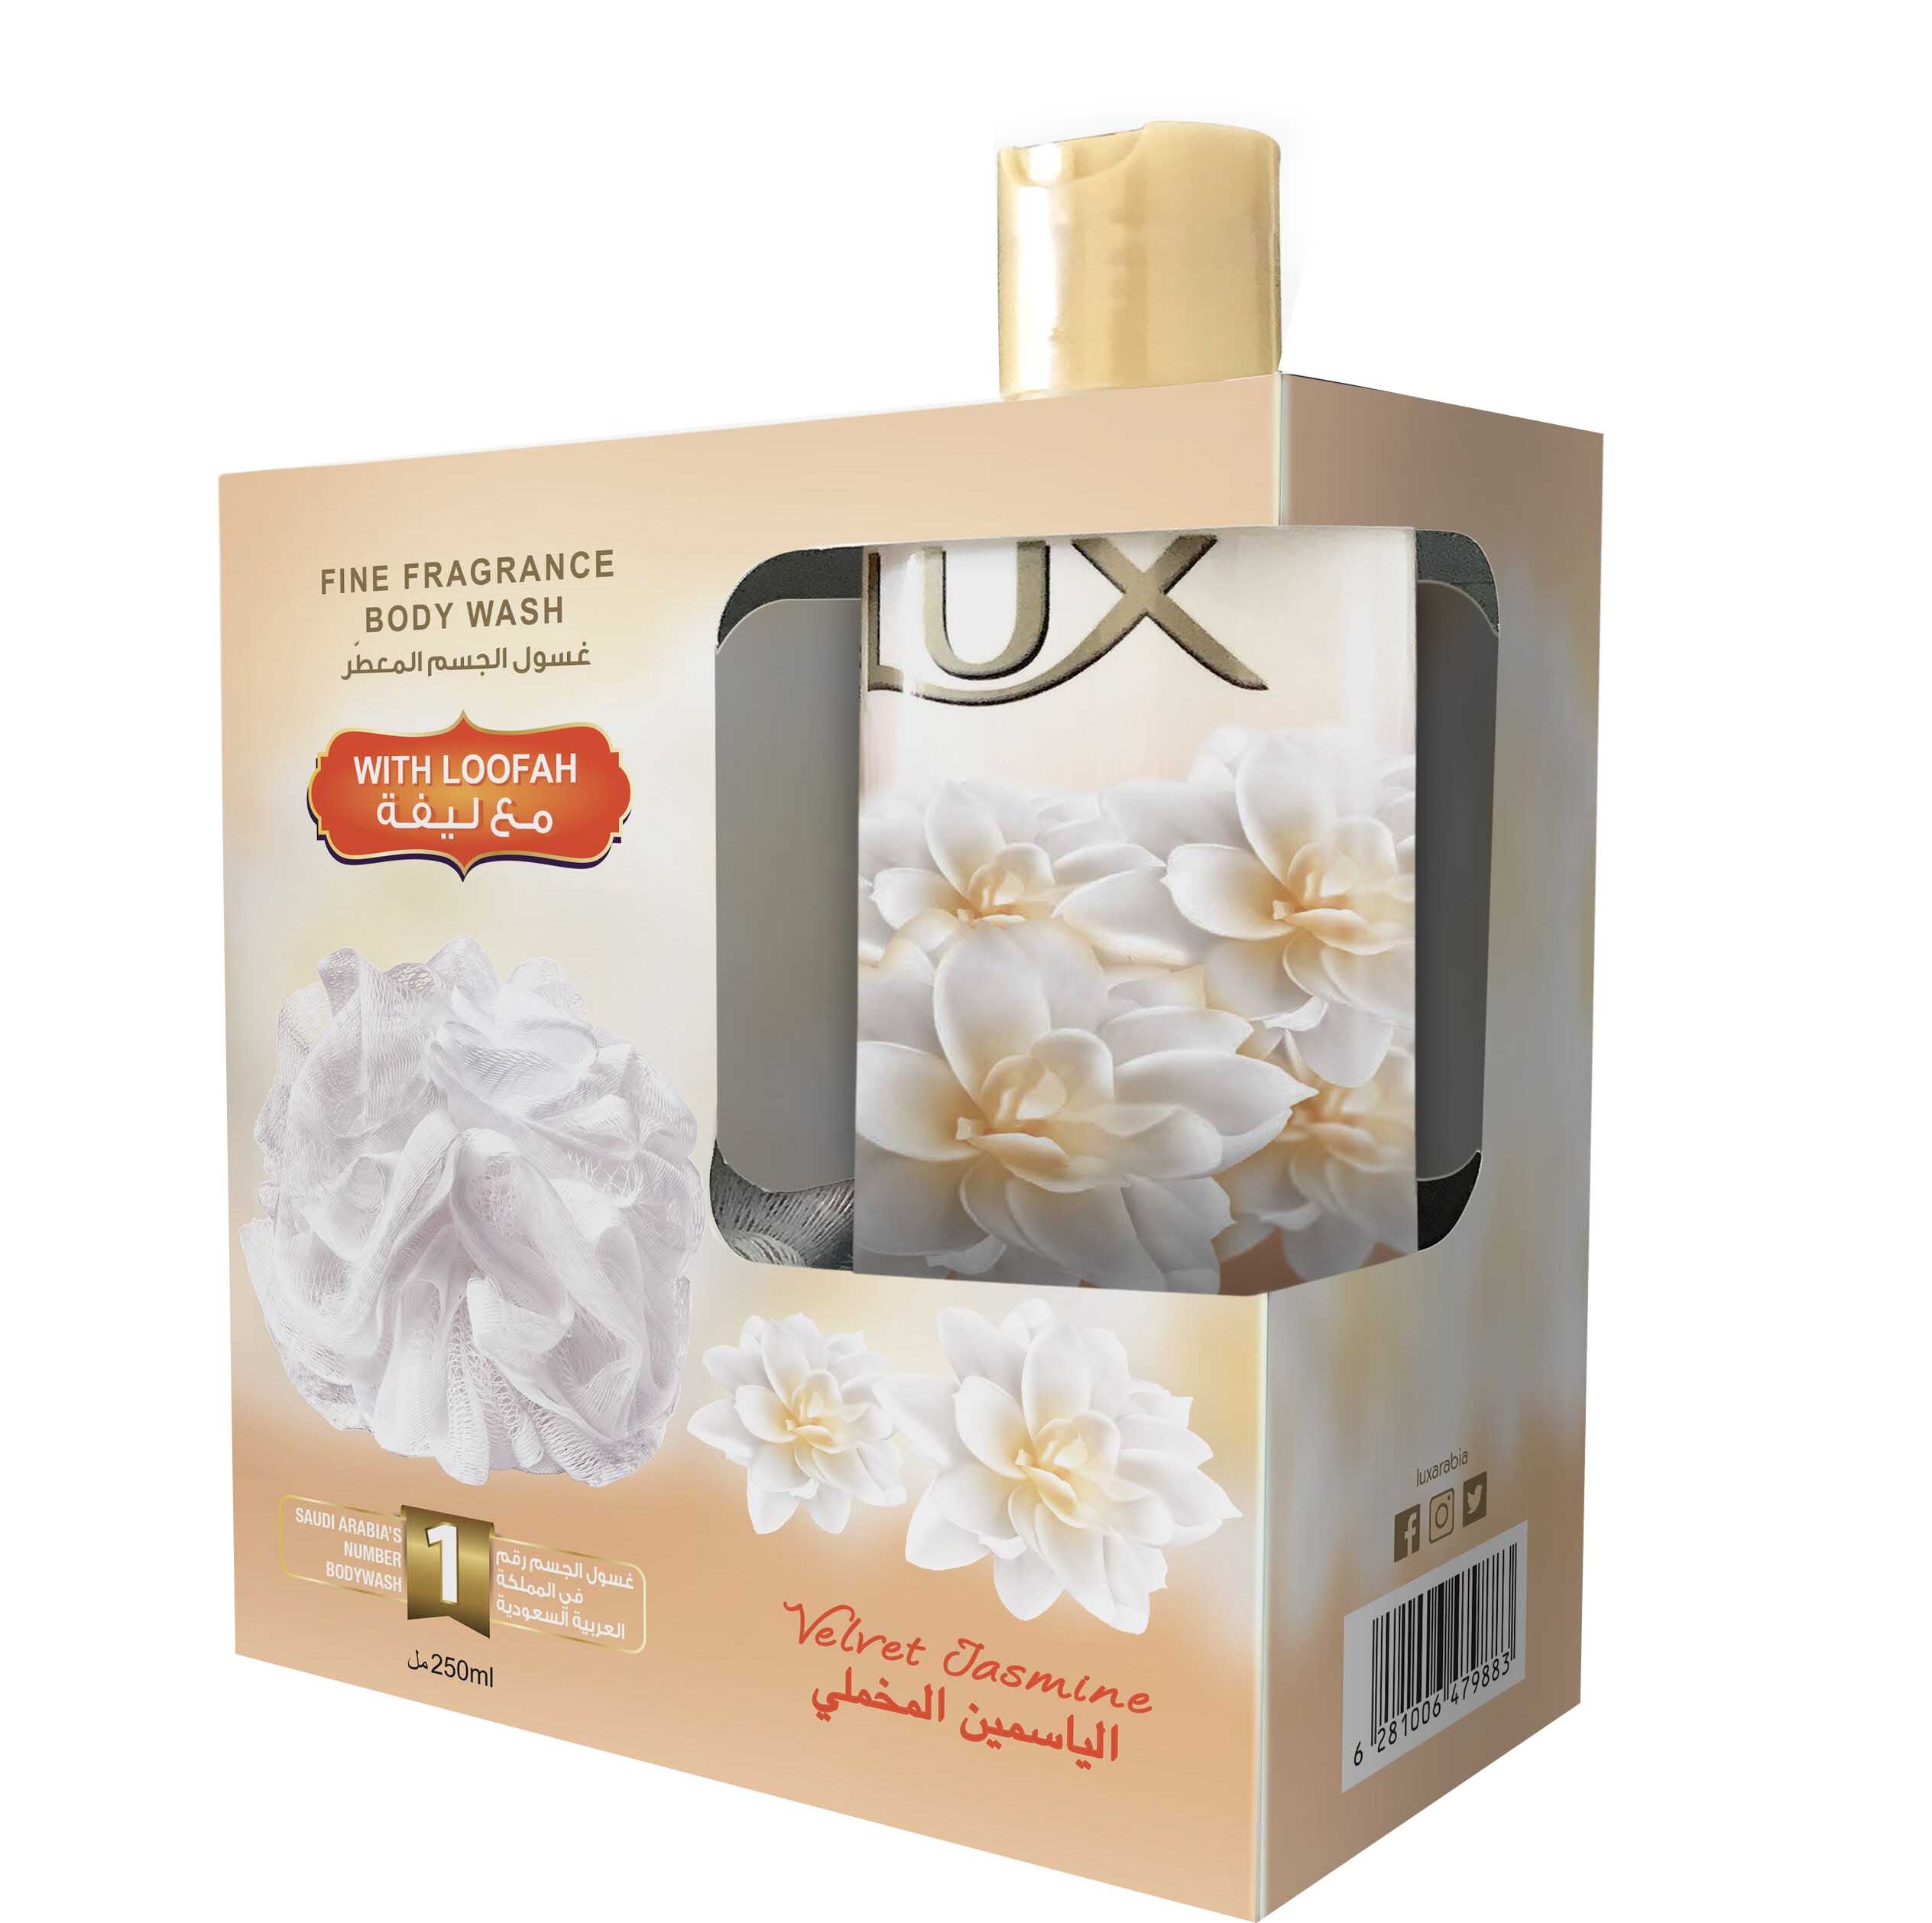 LUX
FINE FRAGRANCE
BODY WASH
غسول الجسم المعطّر
WITH LOOFAH
مع ليفة
SAUDI ARABIA'S
NUMBER
BODYWASH
1
غسول الجسم رقم
في المملكة
العربية السعودية
250ml مل
Velvet Jasmine
الياسمين المخملي
luxarabia
6 281006 479883